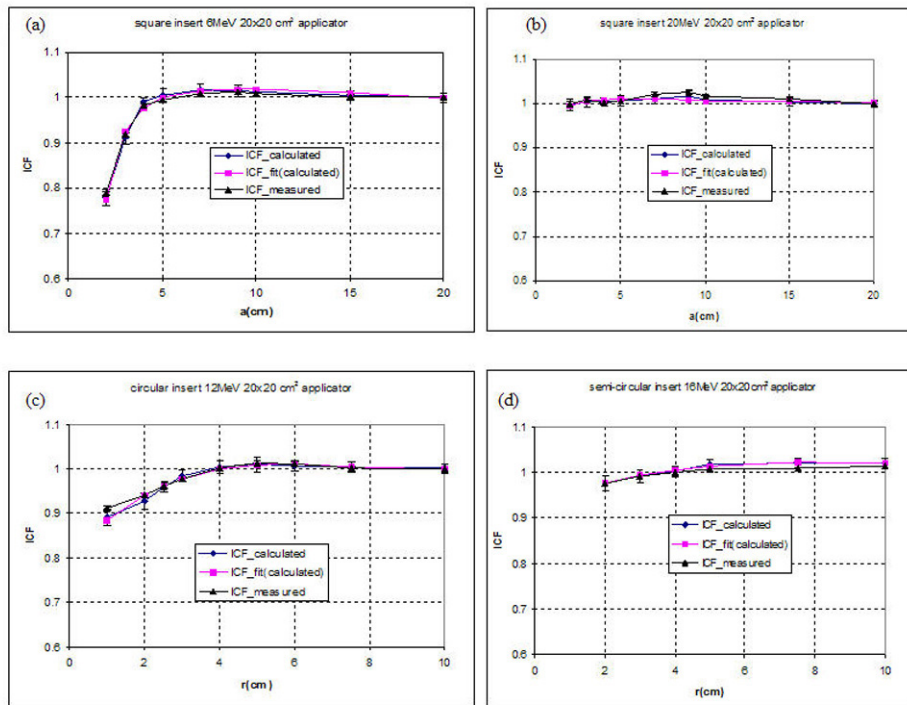 (a)
square insert 6MeV 20x20 cm² applicator
1.1
1
0.9
0.8
0.7
0.6
ICF
ICF_calculated
ICF_fit(calculated)
ICF_measured
0
5
10
15
20
a(cm)
(b)
square insert 20MeV 20x20 cm² applicator
1.1
1
0.9
0.8
0.7
0.6
ICF
ICF_calculated
ICF_fit(calculated)
ICF_measured
0
5
10
15
20
a(cm)
(c)
circular insert 12MeV 20x20 cm² applicator
1.1
1
0.9
0.8
0.7
0.6
ICF
ICF_calculated
ICF_fit(calculated)
ICF_measured
0
2
4
6
8
10
r(cm)
(d)
semi-circular insert 16MeV 20x20cm² applicator
1.1
1
0.9
0.8
0.7
0.6
ICF
ICF_calculated
ICF_fit(calculated)
ICF_measured
0
2
4
6
8
10
r(cm)